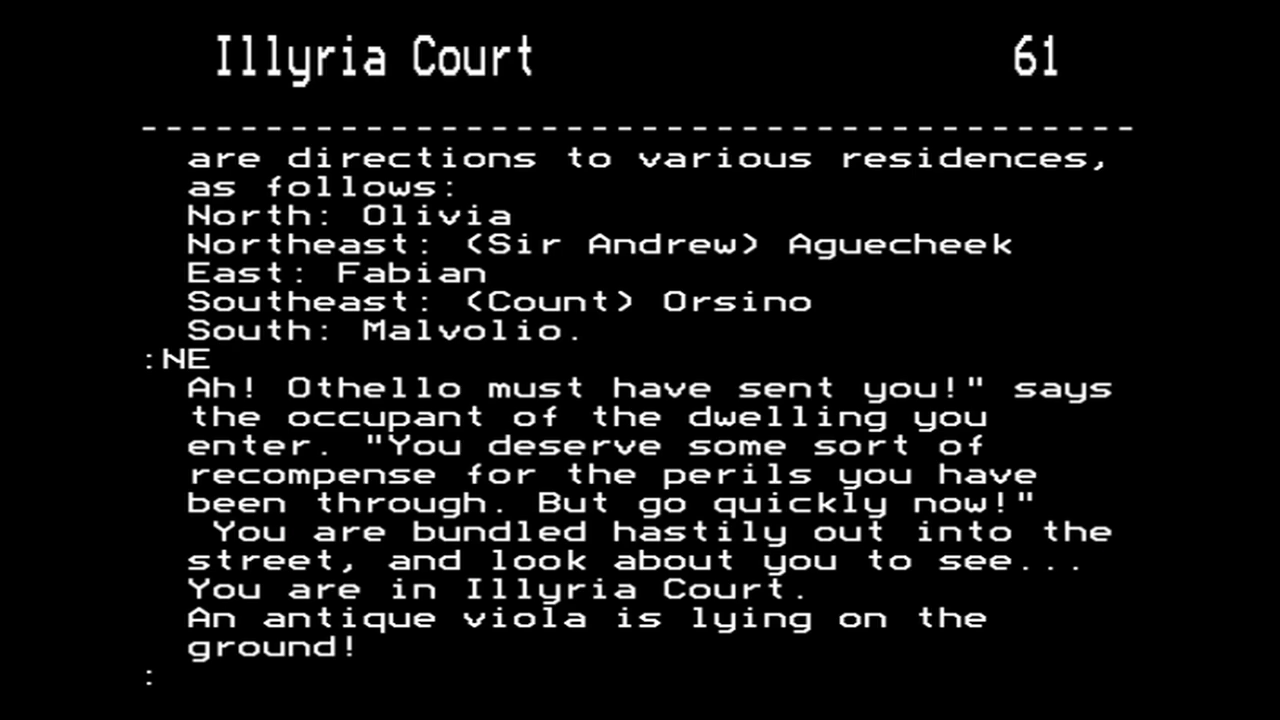 Illyria Court 61
----------------------------------------
are directions to various residences,
as follows:
North: Olivia
Northeast: (Sir Andrew) Aguecheek
East: Fabian
Southeast: (Count) Orsino
South: Malvolio.
:NE
Ah! Othello must have sent you!" says
the occupant of the dwelling you
enter. "You deserve some sort of
recompense for the perils you have
been through. But go quickly now!"
You are bundled hastily out into the
street, and look about you to see...
You are in Illyria Court.
An antique viola is lying on the
ground!
: